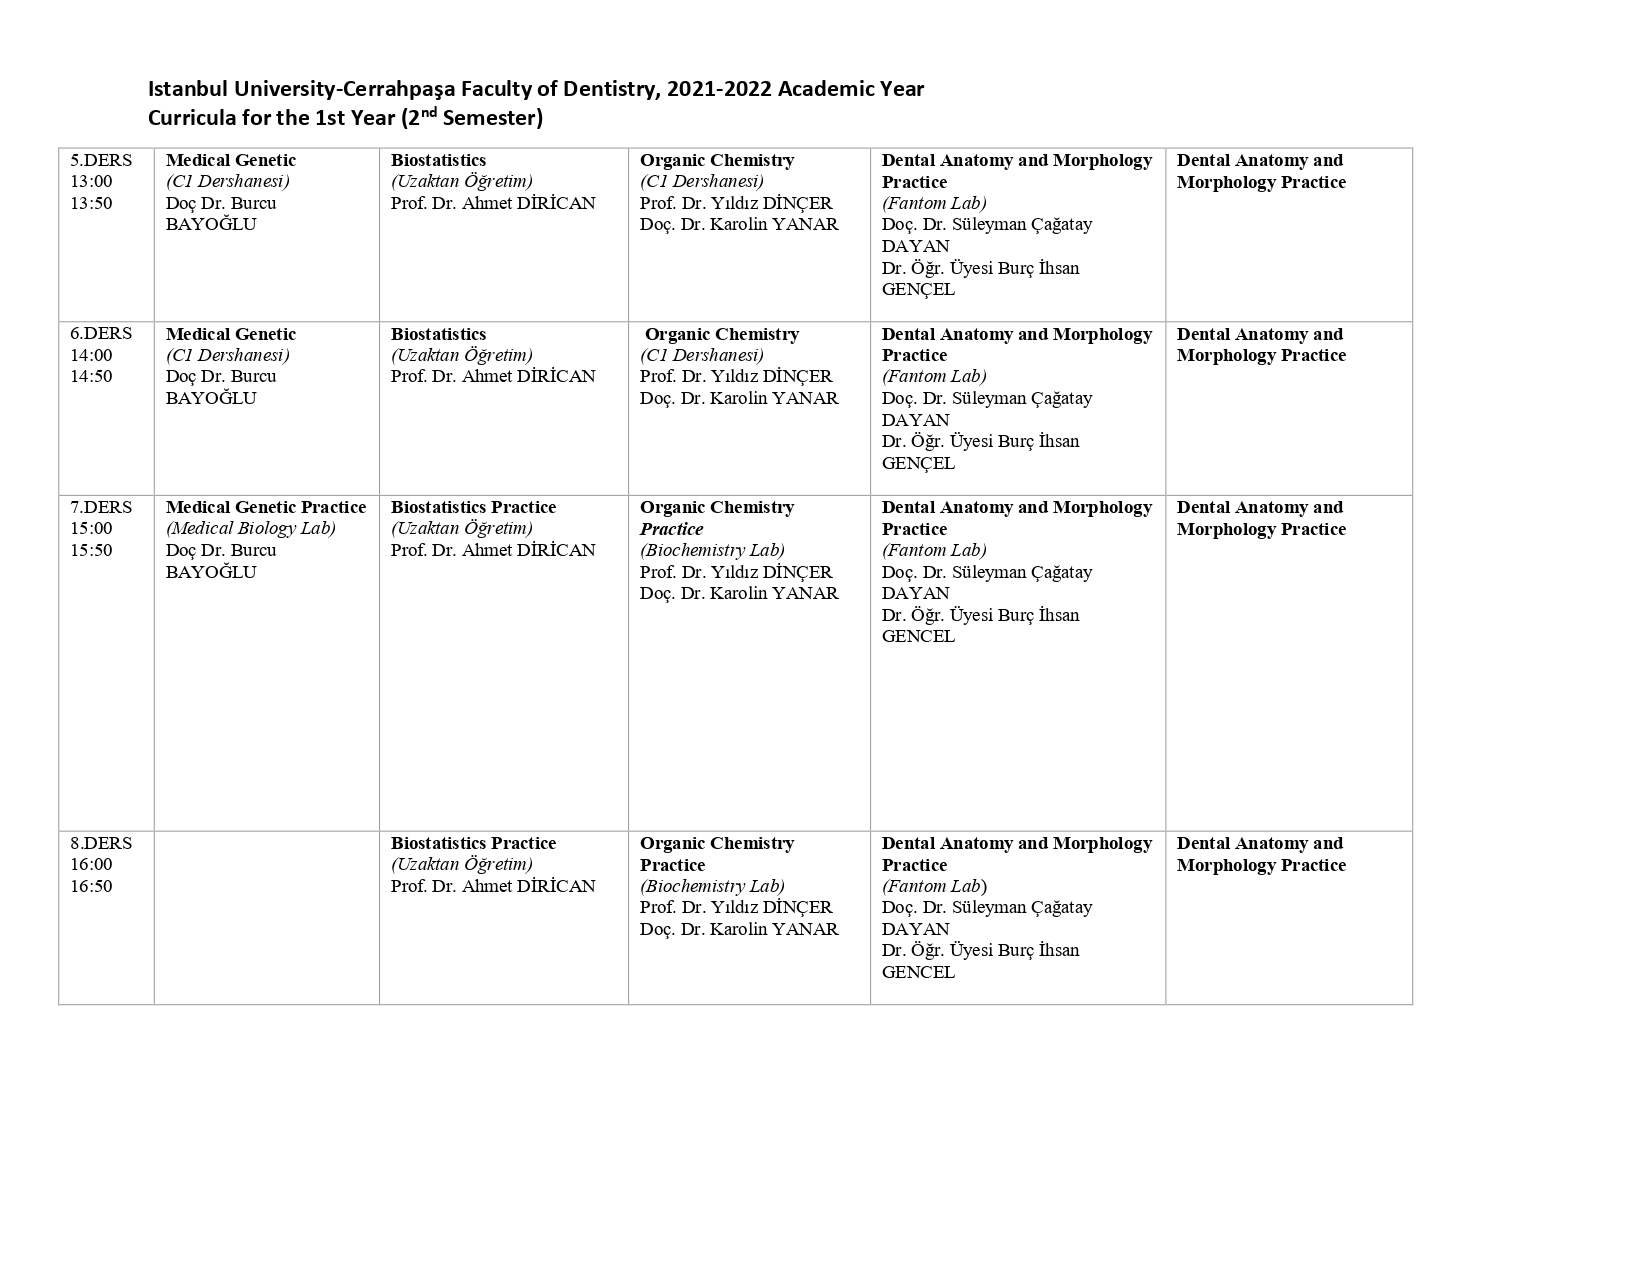 Istanbul University-Cerrahpaşa Faculty of Dentistry, 2021-2022 Academic Year
Curricula for the 1st Year (2nd Semester)
5.DERS
13:00
13:50
Medical Genetic
(C1 Dershanesi)
Doç Dr. Burcu
BAYOĞLU
Biostatistics
(Uzaktan Öğretim)
Prof. Dr. Ahmet DİRİCAN
Organic Chemistry
(C1 Dershanesi)
Prof. Dr. Yıldız DİNÇER
Doç. Dr. Karolin YANAR
Dental Anatomy and Morphology
Practice
(Fantom Lab)
Doç. Dr. Süleyman Çağatay
DAYAN
Dr. Öğr. Üyesi Burç İhsan
GENÇEL
Dental Anatomy and
Morphology Practice
6.DERS
14:00
14:50
Medical Genetic
(C1 Dershanesi)
Doç Dr. Burcu
BAYOĞLU
Biostatistics
(Uzaktan Öğretim)
Prof. Dr. Ahmet DİRİCAN
Organic Chemistry
(C1 Dershanesi)
Prof. Dr. Yıldız DİNÇER
Doç. Dr. Karolin YANAR
Dental Anatomy and Morphology
Practice
(Fantom Lab)
Doç. Dr. Süleyman Çağatay
DAYAN
Dr. Öğr. Üyesi Burç İhsan
GENÇEL
Dental Anatomy and
Morphology Practice
7.DERS
15:00
15:50
Medical Genetic Practice
(Medical Biology Lab)
Doç Dr. Burcu
BAYOĞLU
Biostatistics Practice
(Uzaktan Öğretim)
Prof. Dr. Ahmet DİRİCAN
Organic Chemistry
Practice
(Biochemistry Lab)
Prof. Dr. Yıldız DİNÇER
Doç. Dr. Karolin YANAR
Dental Anatomy and Morphology
Practice
(Fantom Lab)
Doç. Dr. Süleyman Çağatay
DAYAN
Dr. Öğr. Üyesi Burç İhsan
GENCEL
Dental Anatomy and
Morphology Practice
8.DERS
16:00
16:50
Biostatistics Practice
(Uzaktan Öğretim)
Prof. Dr. Ahmet DİRİCAN
Organic Chemistry
Practice
(Biochemistry Lab)
Prof. Dr. Yıldız DİNÇER
Doç. Dr. Karolin YANAR
Dental Anatomy and Morphology
Practice
(Fantom Lab)
Doç. Dr. Süleyman Çağatay
DAYAN
Dr. Öğr. Üyesi Burç İhsan
GENCEL
Dental Anatomy and
Morphology Practice